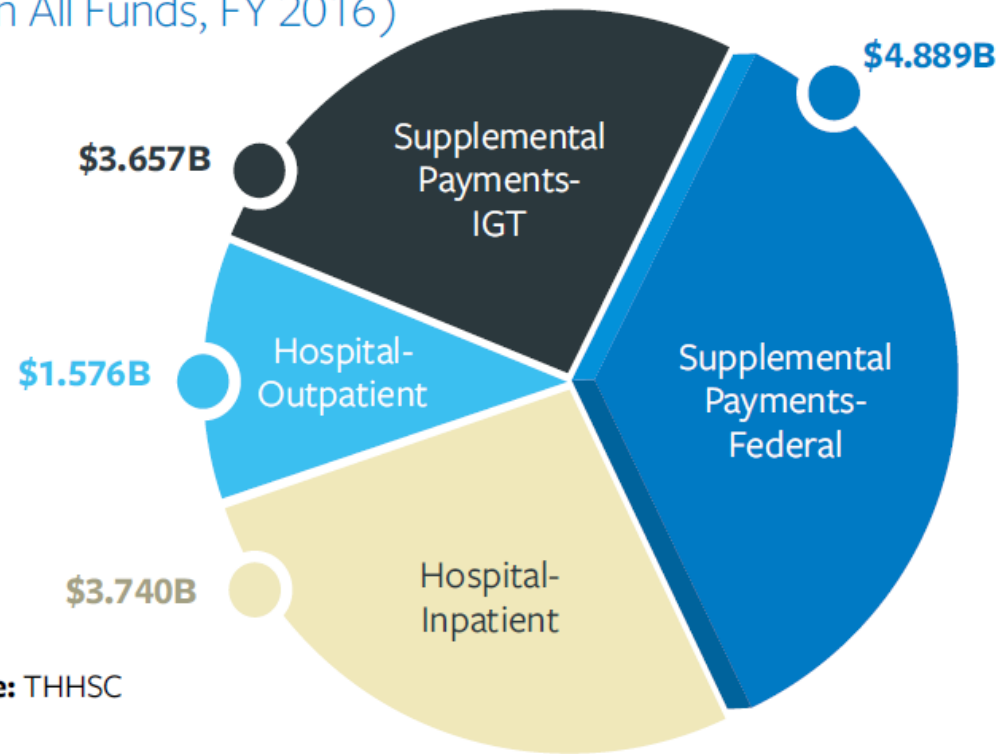 All Funds, FY 2016)
$4.889B
Supplemental
Payments-
IGT
$3.657B
Hospital-
Outpatient
$1.576B
Supplemental
Payments-
Federal
Hospital-
Inpatient
$3.740B
THHSC